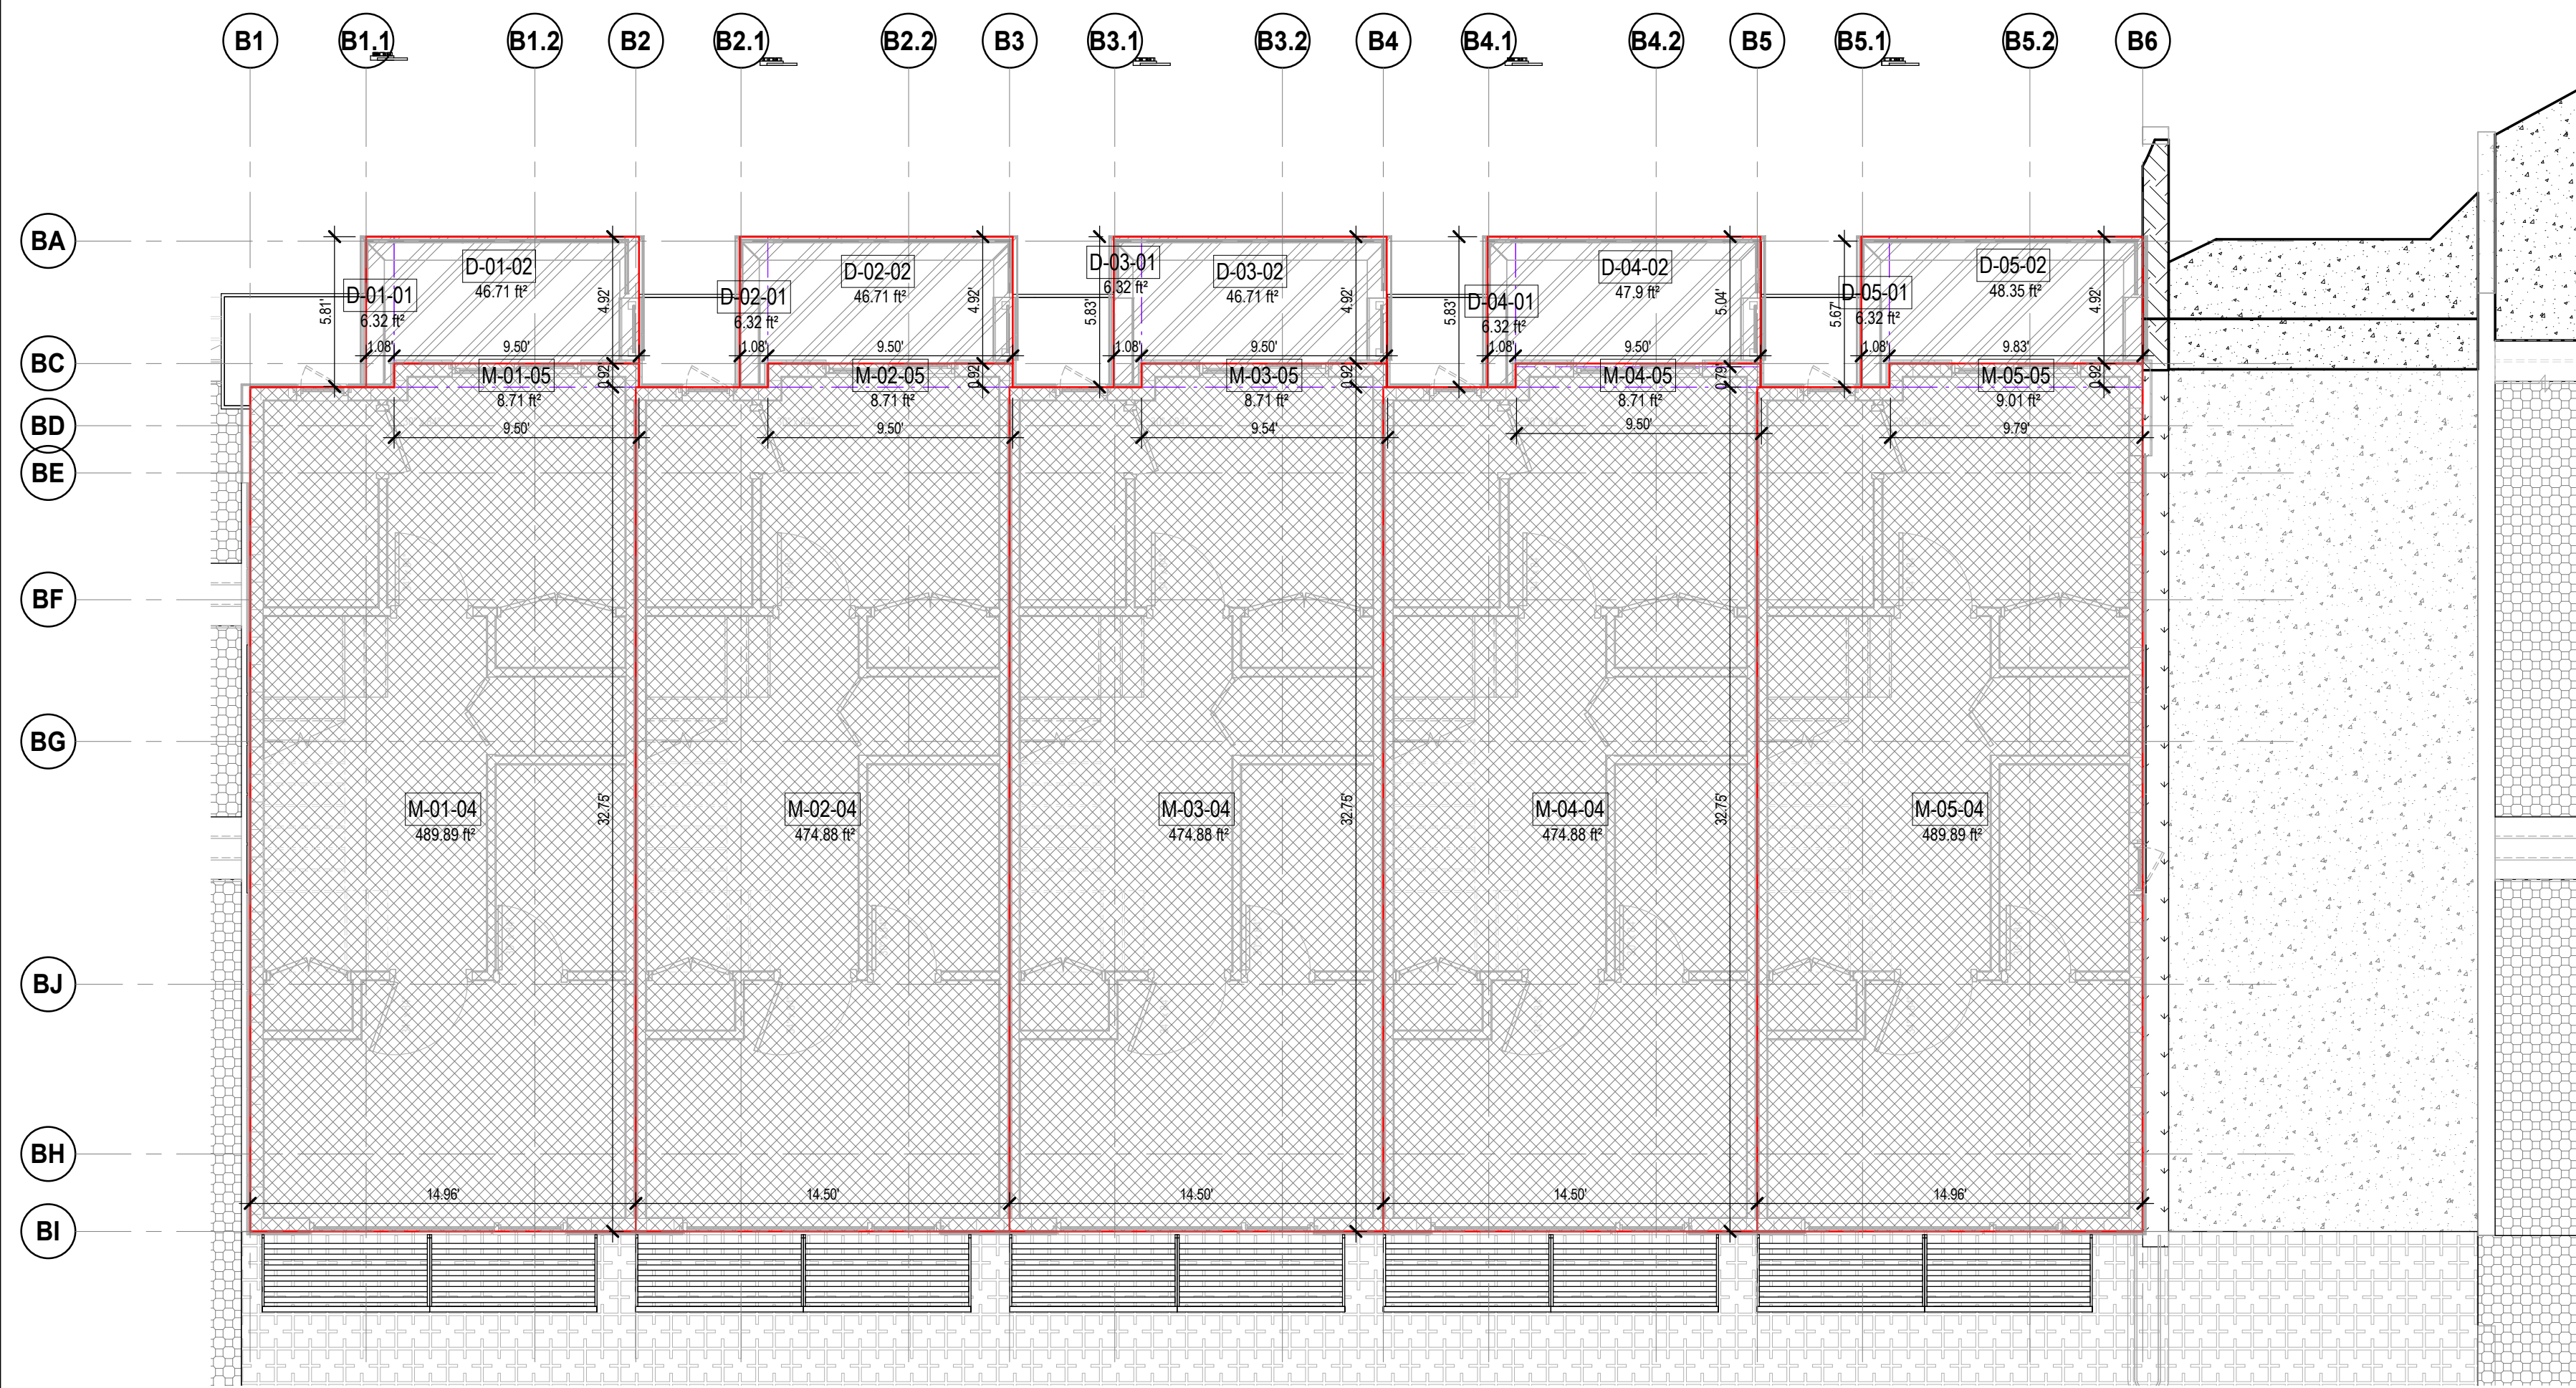 B1 B1.1 B1.2 B2 B2.1 B2.2 B3 B3.1 B3.2 B4 B4.1 B4.2 B5 B5.1 B5.2 B6
BA
D-01-01
6.32 ft²
D-01-02
46.71 ft²
5.81'
4.92'
1.08'
9.50'
D-02-01
6.32 ft²
D-02-02
46.71 ft²
4.92'
1.08'
9.50'
D-03-01
6.32 ft²
D-03-02
46.71 ft²
5.83'
4.92'
1.08'
9.50'
D-04-01
6.32 ft²
D-04-02
47.9 ft²
5.83'
5.04'
1.08'
9.50'
D-05-01
6.32 ft²
D-05-02
48.35 ft²
5.67'
4.92'
1.08'
9.83'
BC
M-01-05
8.71 ft²
0.92'
9.50'
M-02-05
8.71 ft²
0.92'
9.50'
M-03-05
8.71 ft²
0.92'
9.54'
M-04-05
8.71 ft²
0.79'
9.50'
M-05-05
9.01 ft²
0.92'
9.79'
BD
BE
BF
BG
M-01-04
489.89 ft²
32.75'
M-02-04
474.88 ft²
M-03-04
474.88 ft²
32.75'
M-04-04
474.88 ft²
32.75'
M-05-04
489.89 ft²
BJ
BH
14.96' 14.50' 14.50' 14.50' 14.96'
BI